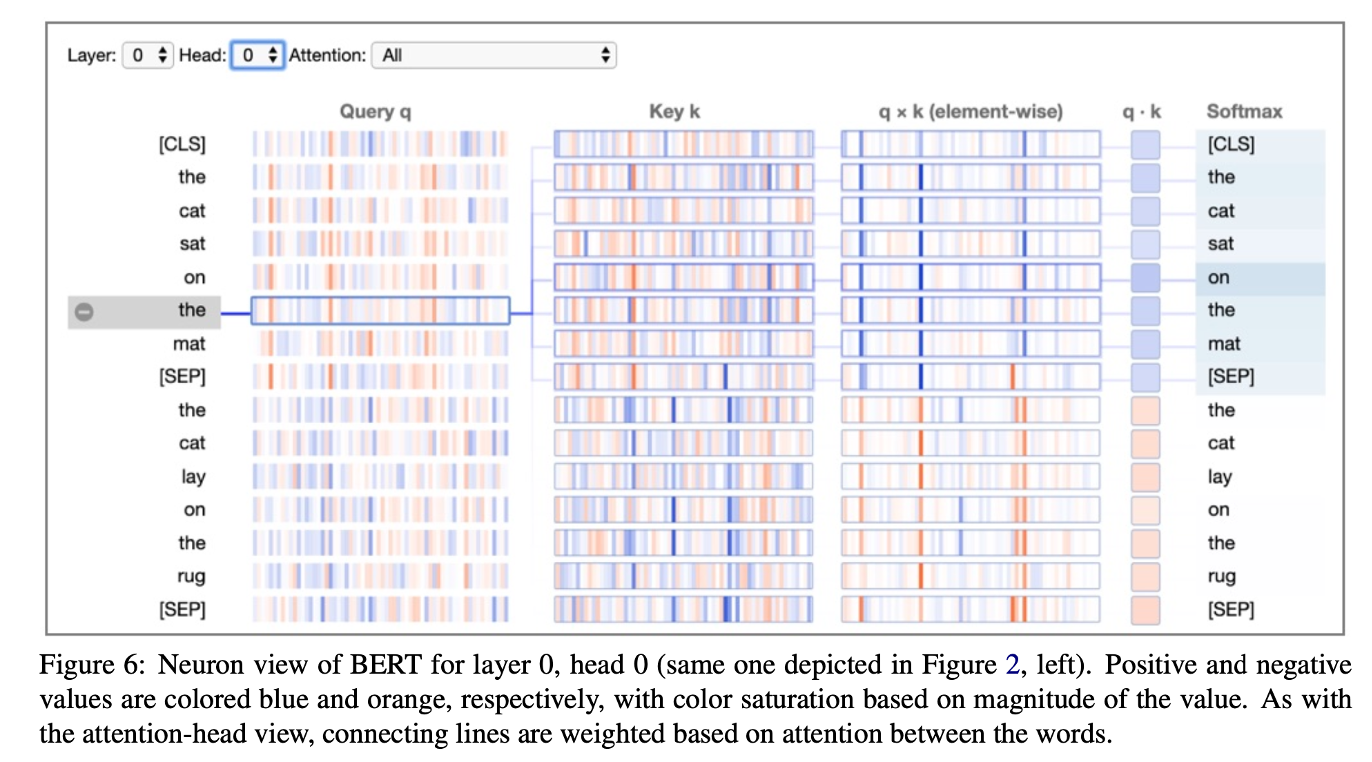 Layer: 0 Head: 0 Attention: All
Query q Key k q × k (element-wise) q · k Softmax
[CLS] [CLS]
the the
cat cat
sat sat
on on
the the
mat mat
[SEP] [SEP]
the the
cat cat
lay lay
on on
the the
rug rug
[SEP] [SEP]
Figure 6: Neuron view of BERT for layer 0, head 0 (same one depicted in Figure 2, left). Positive and negative
values are colored blue and orange, respectively, with color saturation based on magnitude of the value. As with
the attention-head view, connecting lines are weighted based on attention between the words.